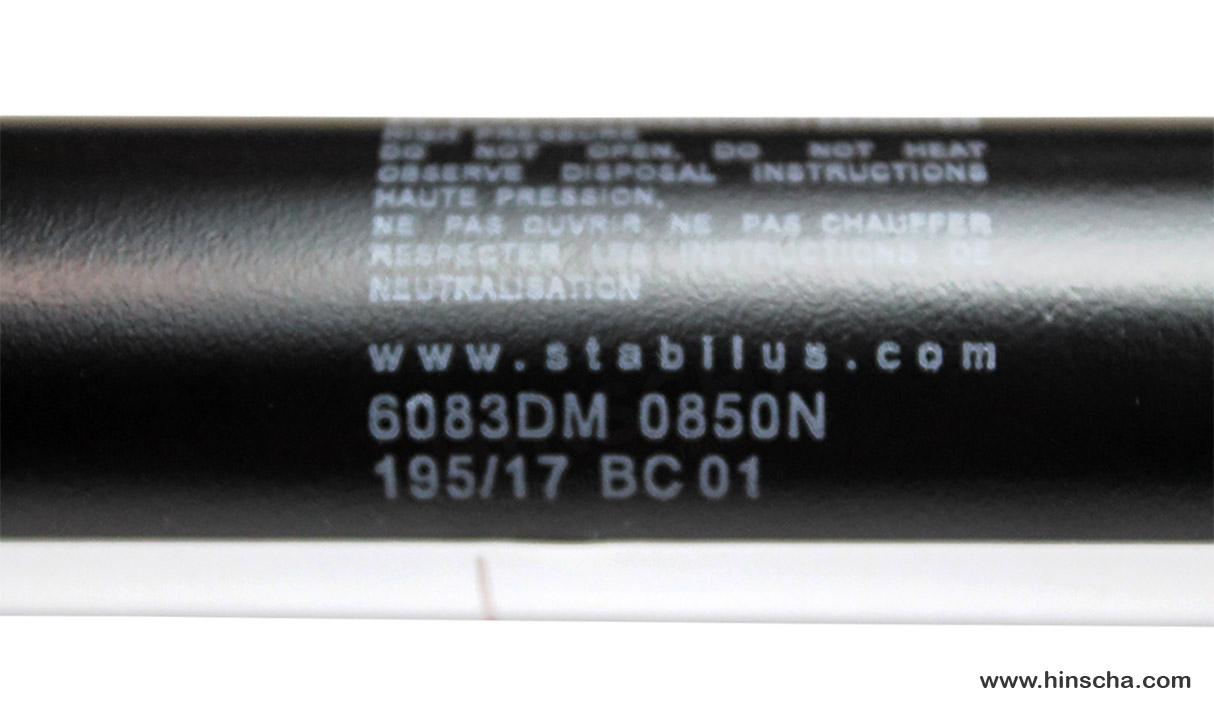 HIGH PRESSURE
DO NOT OPEN, DO NOT HEAT
OBSERVE DISPOSAL INSTRUCTIONS
HAUTE PRESSION,
NE PAS OUVRIR NE PAS CHAUFFER
RESPECTER LES INSTRUCTIONS DE
NEUTRALISATION
www.stabilus.com
6083DM 0850N
195/17 BC 01
www.hinscha.com